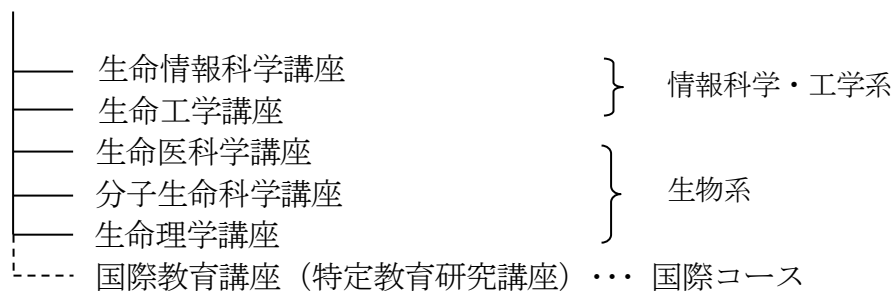 生命情報科学講座
情報科学・工学系
生命工学講座
生命医科学講座
分子生命科学講座
生物系
生命理学講座
国際教育講座（特定教育研究講座）・・・ 国際コース